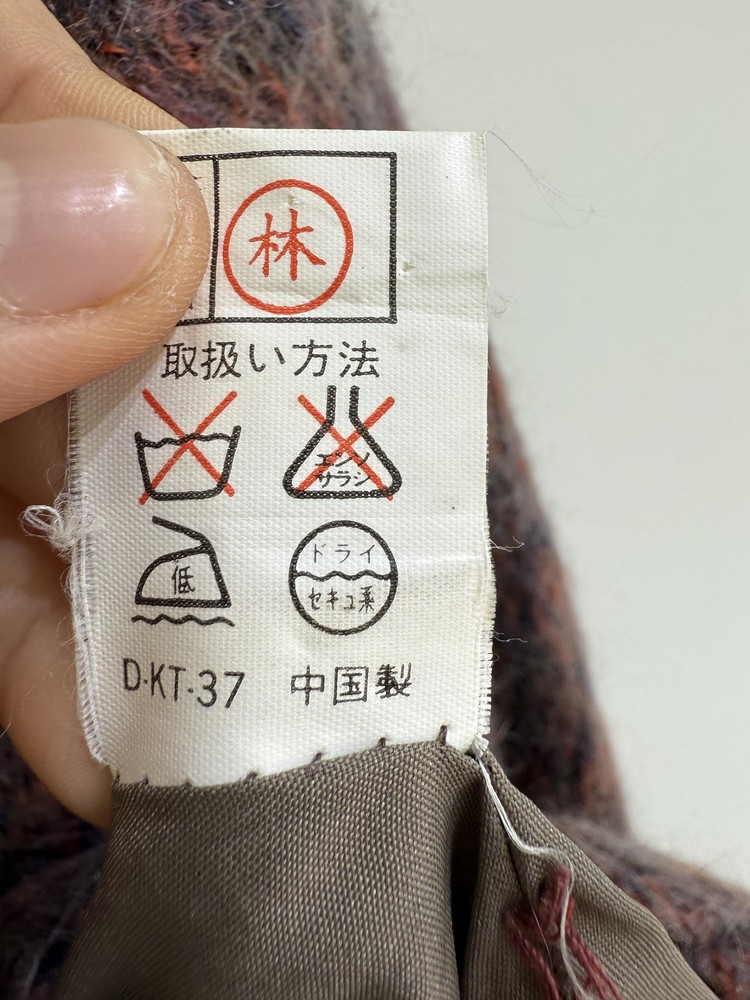 林
取扱い方法
エンソ
サラシ
低
ドライ
セキユ系
D·KT·37 中国製